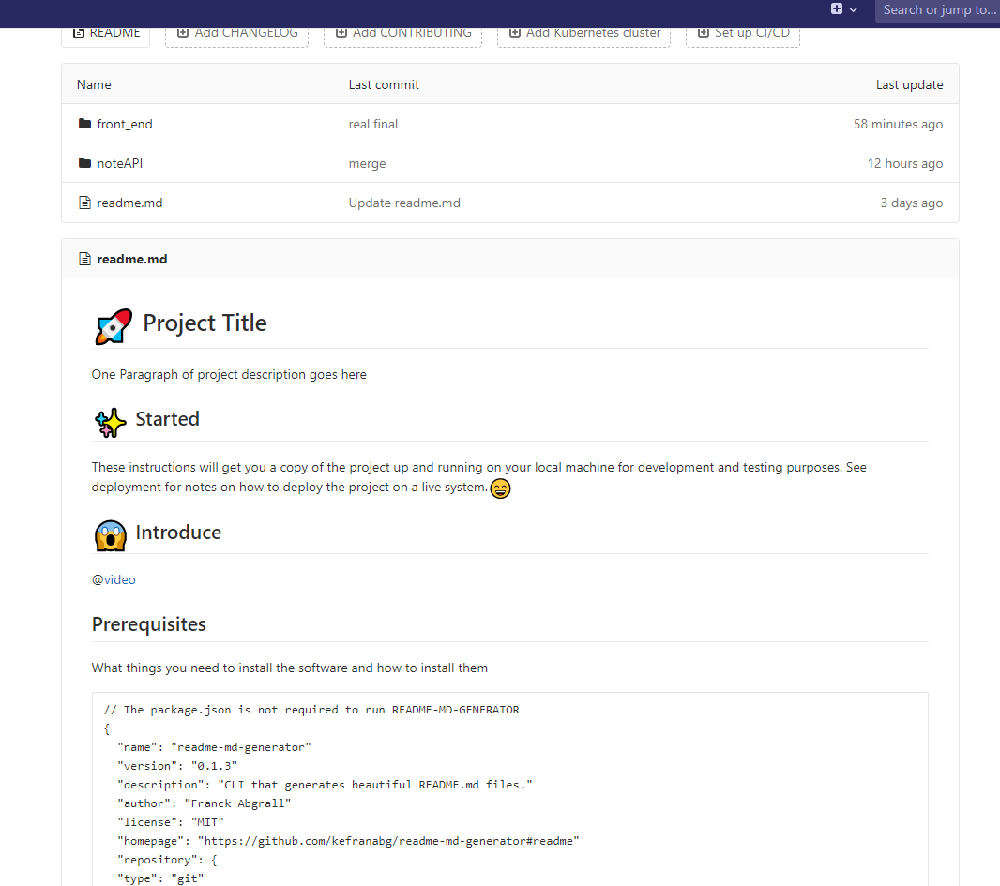 Search or jump to...
README Add CHANGELOG Add CONTRIBUTING Add Kubernetes cluster Set up CI/CD
Name Last commit Last update
front_end real final 58 minutes ago
noteAPI merge 12 hours ago
readme.md Update readme.md 3 days ago
readme.md
Project Title
One Paragraph of project description goes here
Started
These instructions will get you a copy of the project up and running on your local machine for development and testing purposes. See
deployment for notes on how to deploy the project on a live system.
Introduce
@video
Prerequisites
What things you need to install the software and how to install them
// The package.json is not required to run README-MD-GENERATOR
{
"name": "readme-md-generator"
"version": "0.1.3"
"description": "CLI that generates beautiful README.md files."
"author": "Franck Abgrall"
"license": "MIT"
"homepage": "https://github.com/kefranabg/readme-md-generator#readme"
"repository": {
"type": "git"